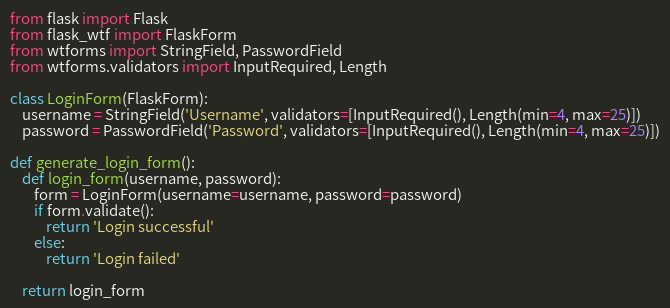 from flask import Flask
from flask_wtf import FlaskForm
from wtforms import StringField, PasswordField
from wtforms.validators import InputRequired, Length

class LoginForm(FlaskForm):
    username = StringField('Username', validators=[InputRequired(), Length(min=4, max=25)])
    password = PasswordField('Password', validators=[InputRequired(), Length(min=4, max=25)])

def generate_login_form():
    def login_form(username, password):
        form = LoginForm(username=username, password=password)
        if form.validate():
            return 'Login successful'
        else:
            return 'Login failed'

    return login_form